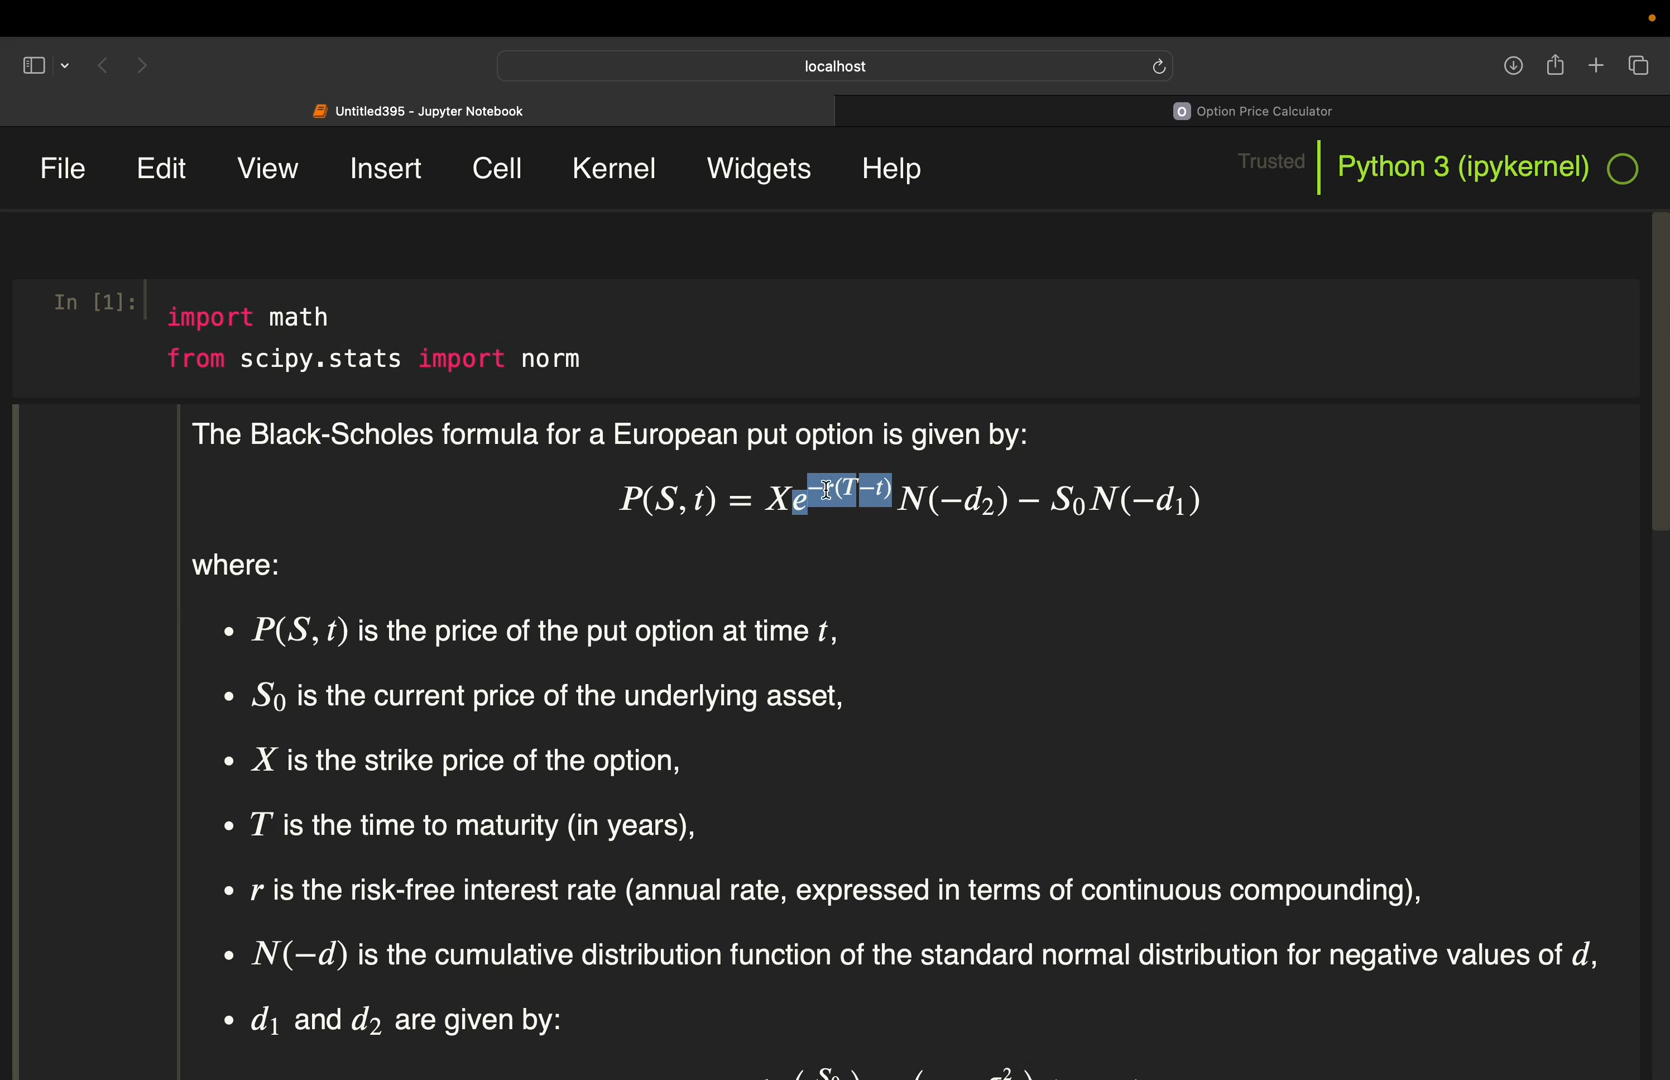 localhost
Untitled395 - Jupyter Notebook
O Option Price Calculator
File Edit View Insert Cell Kernel Widgets Help Trusted Python 3 (ipykernel)
In [1]:
import math
from scipy.stats import norm
The Black-Scholes formula for a European put option is given by:
P(S, t) = Xe^{−r(T−t)}N(−d₂) − S₀N(−d₁)
where:
• P(S, t) is the price of the put option at time t,
• S₀ is the current price of the underlying asset,
• X is the strike price of the option,
• T is the time to maturity (in years),
• r is the risk-free interest rate (annual rate, expressed in terms of continuous compounding),
• N(−d) is the cumulative distribution function of the standard normal distribution for negative values of d,
• d₁ and d₂ are given by: